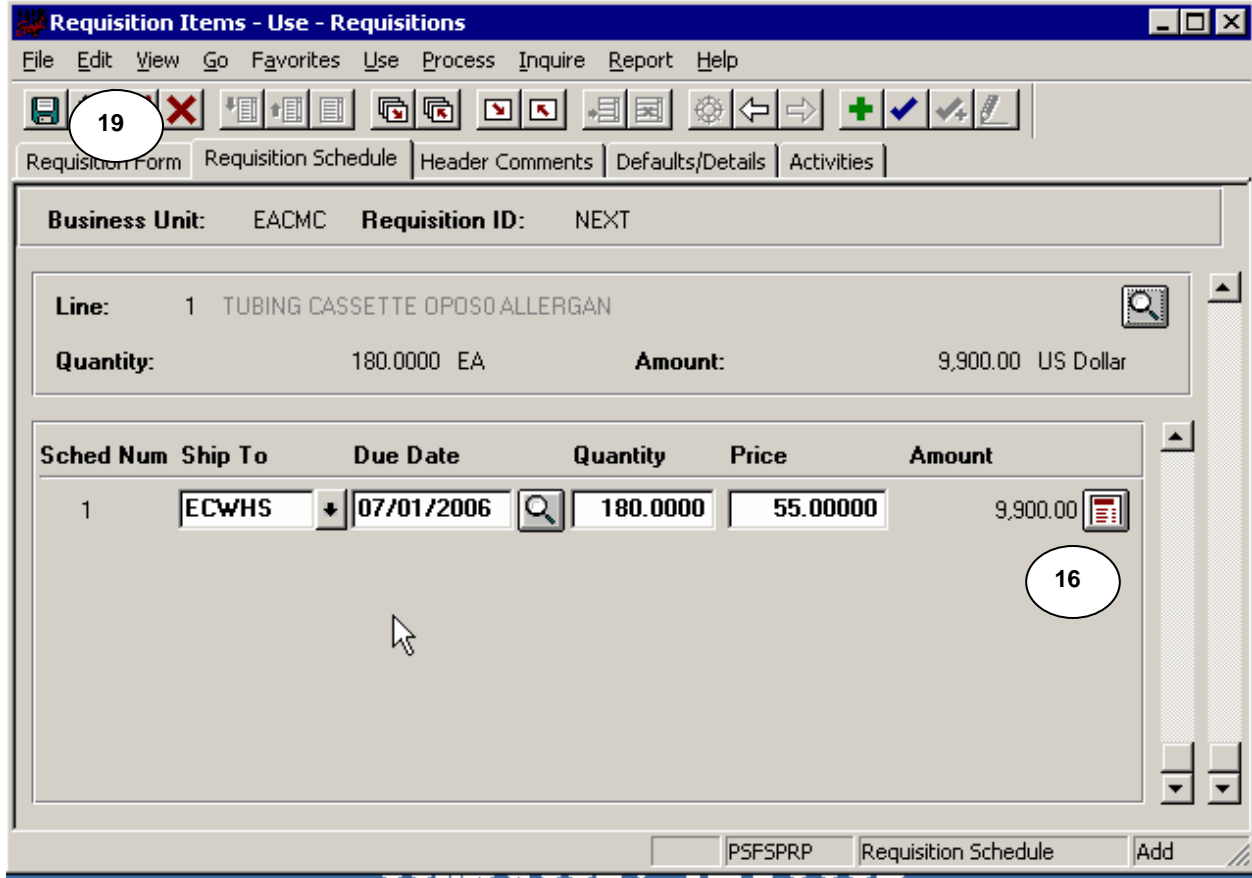 Requisition Items - Use - Requisitions
File Edit View Go Favorites Use Process Inquire Report Help
19
Requisition Form Requisition Schedule Header Comments Defaults/Details Activities
Business Unit: EACMC Requisition ID: NEXT
Line: 1 TUBING CASSETTE OPOS0 ALLERGAN
Quantity: 180.0000 EA Amount: 9,900.00 US Dollar
Sched Num Ship To Due Date Quantity Price Amount
1 ECWHS 07/01/2006 180.0000 55.00000 9,900.00
16
PSFSPRP Requisition Schedule Add